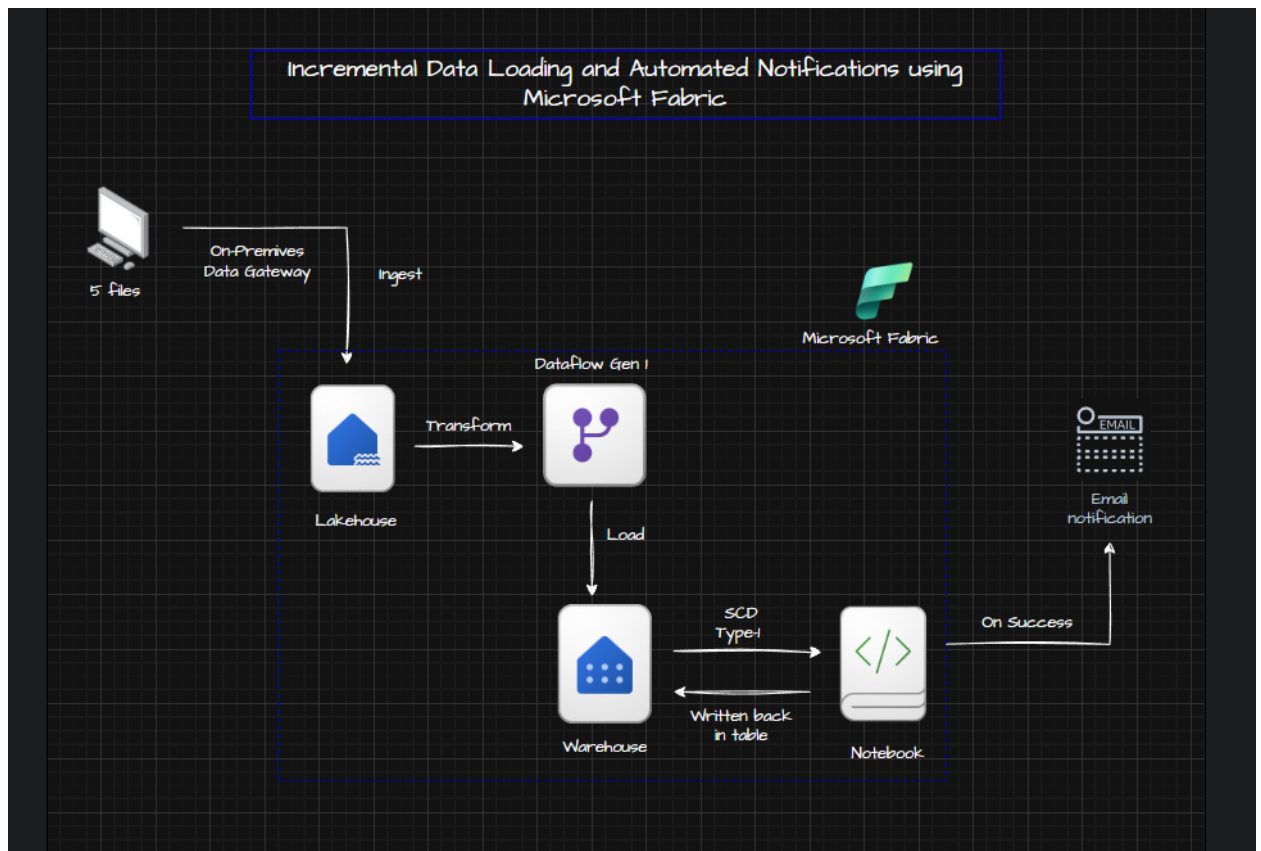 Incremental Data Loading and Automated Notifications using
Microsoft Fabric
On-Premives
Data Gateway
5 files
Ingest
Microsoft Fabric
Dataflow Gen 1
Transform
EMAIL
Lakehouse
Email
notification
Load
SCD
Type-1
On Success
Written back
in table
Warehouse
Notebook